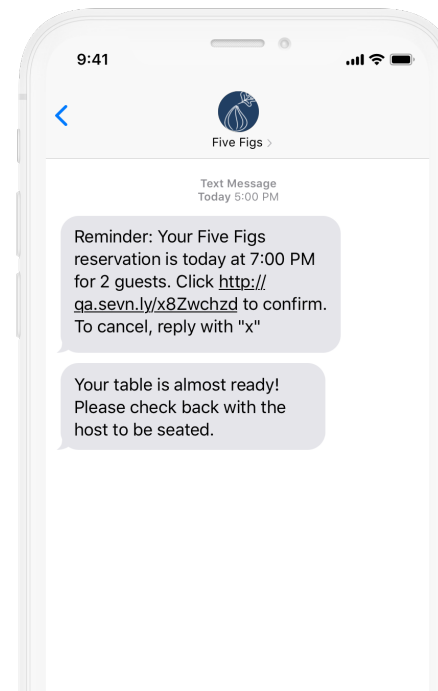 9:41
Five Figs
Text Message
Today 5:00 PM
Reminder: Your Five Figs
reservation is today at 7:00 PM
for 2 guests. Click http://
qa.sevn.ly/x8Zwchzd to confirm.
To cancel, reply with "x"
Your table is almost ready!
Please check back with the
host to be seated.